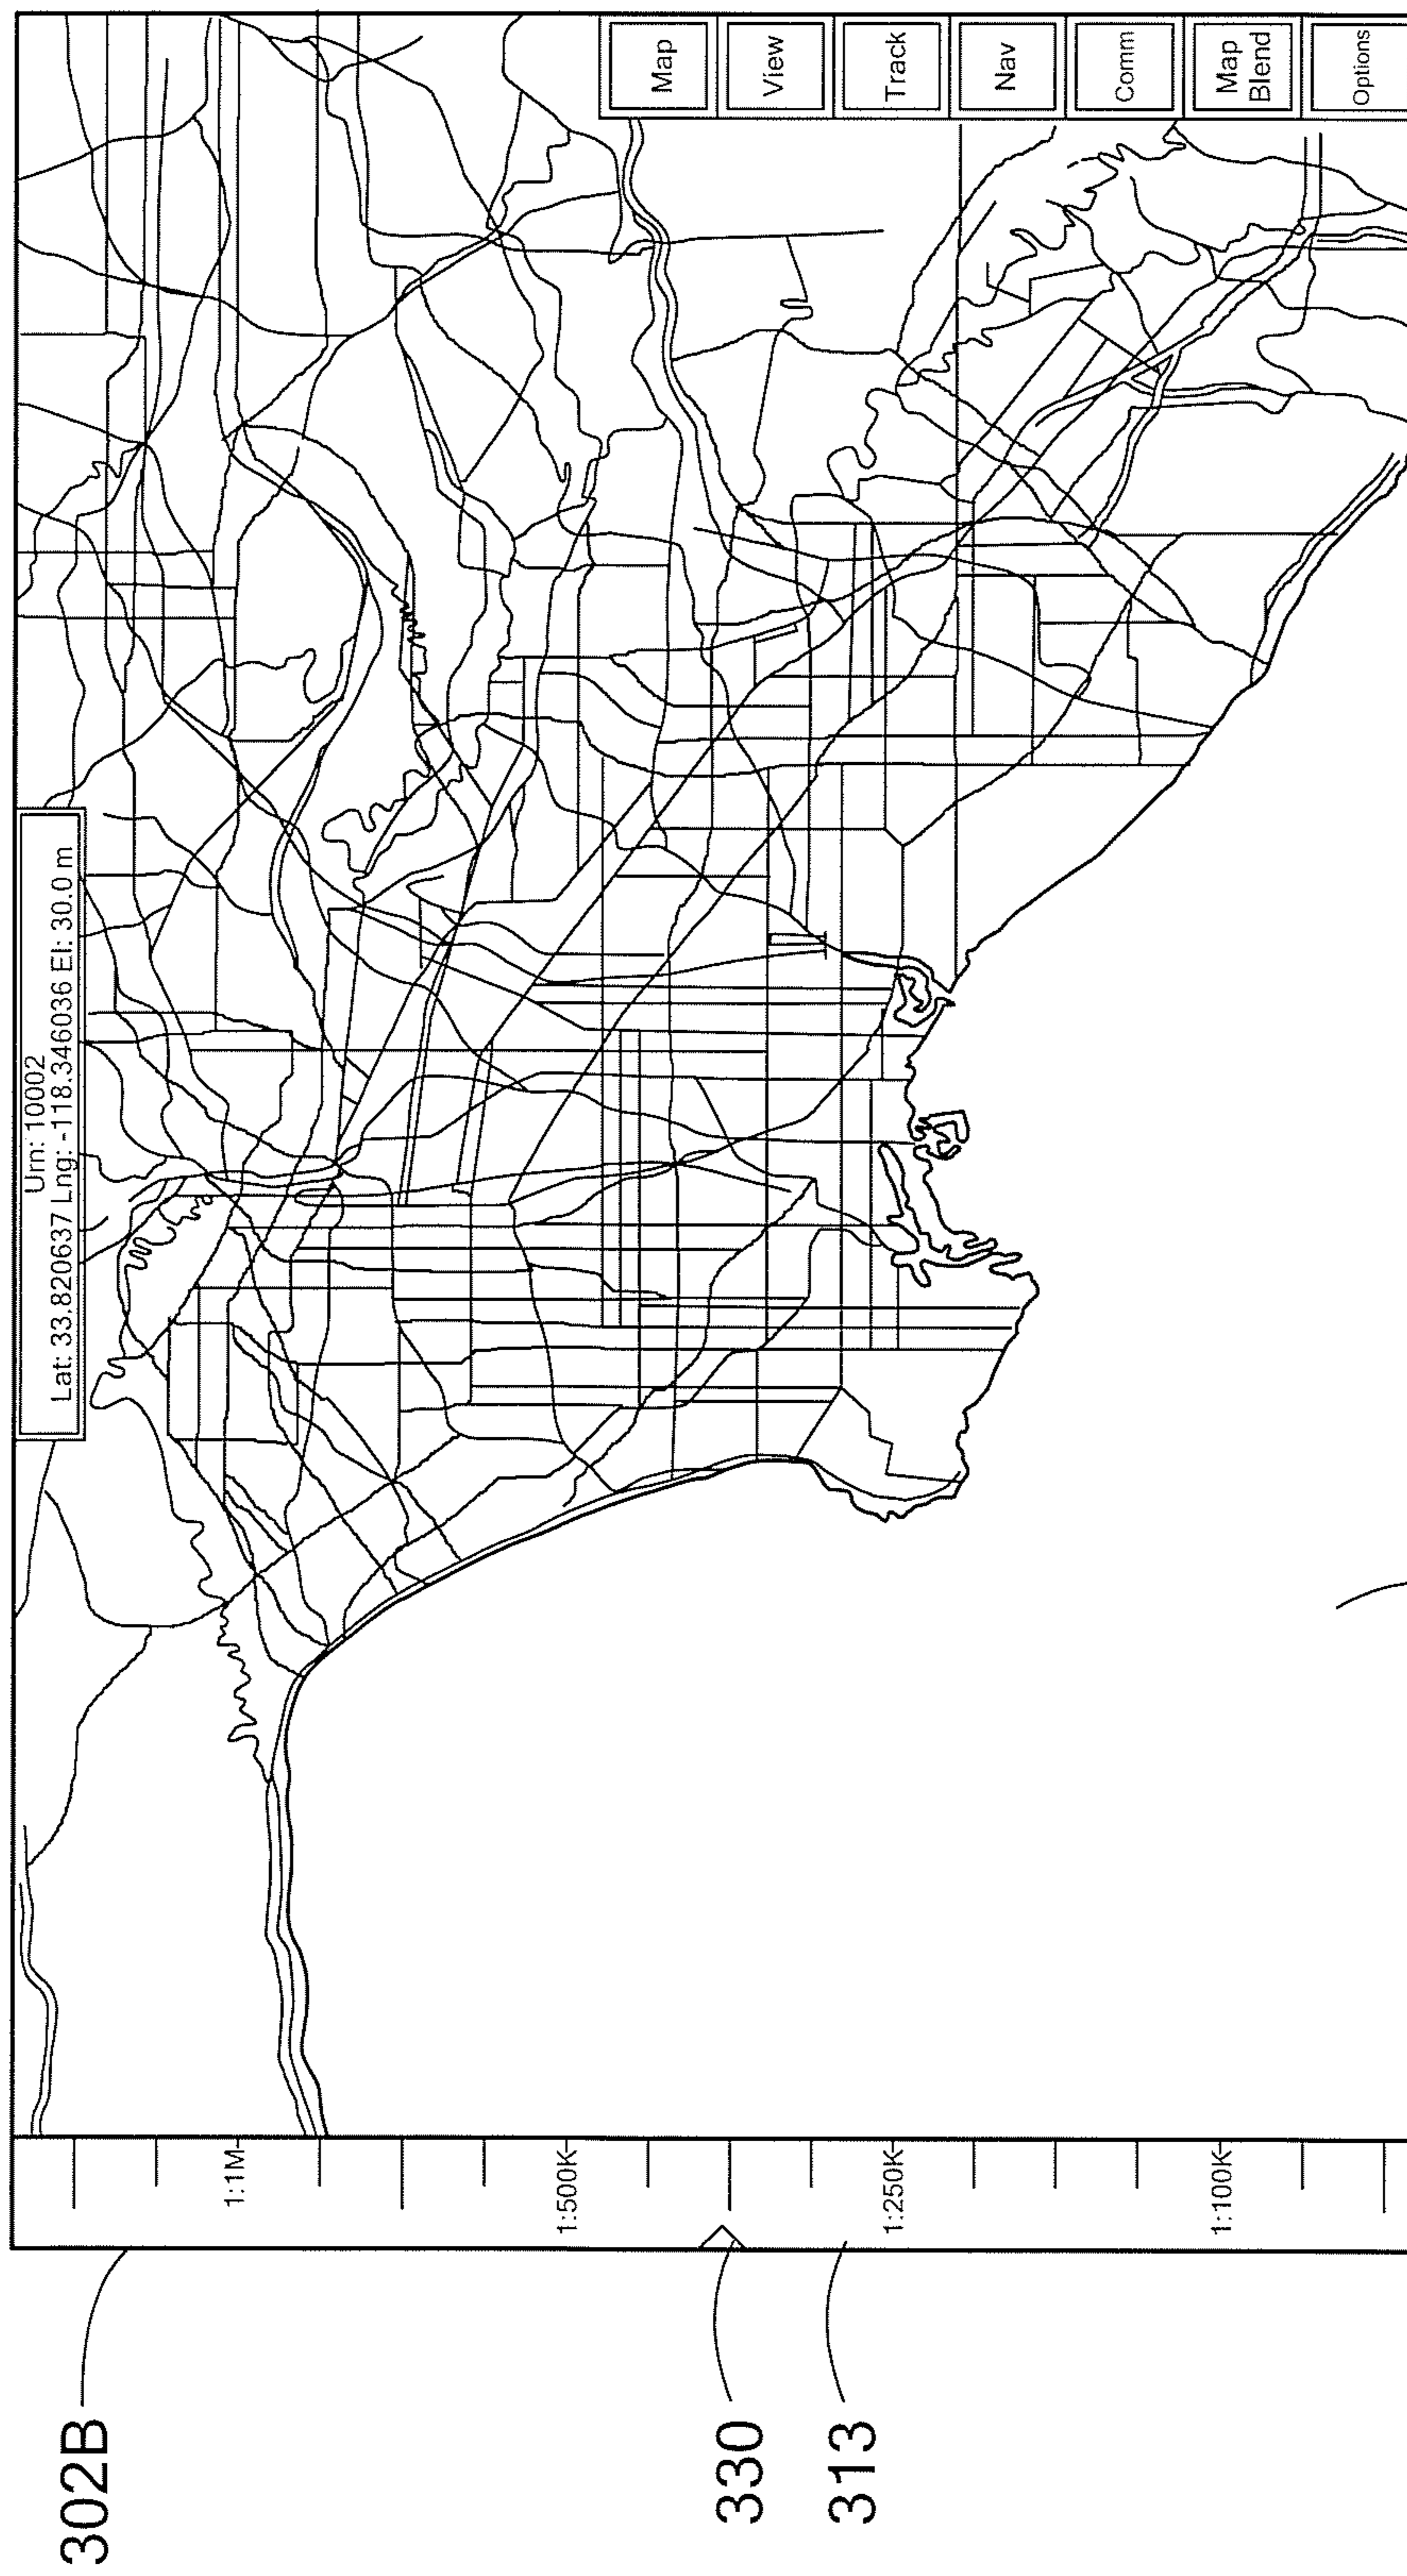 Urn: 10002
Lat: 33.820637 Lng: -118.346036 El: 30.0 m
Map
View
Track
Nav
Comm
Map
Blend
Options
1:1M
1:500K
1:250K
1:100K
302B
330
313